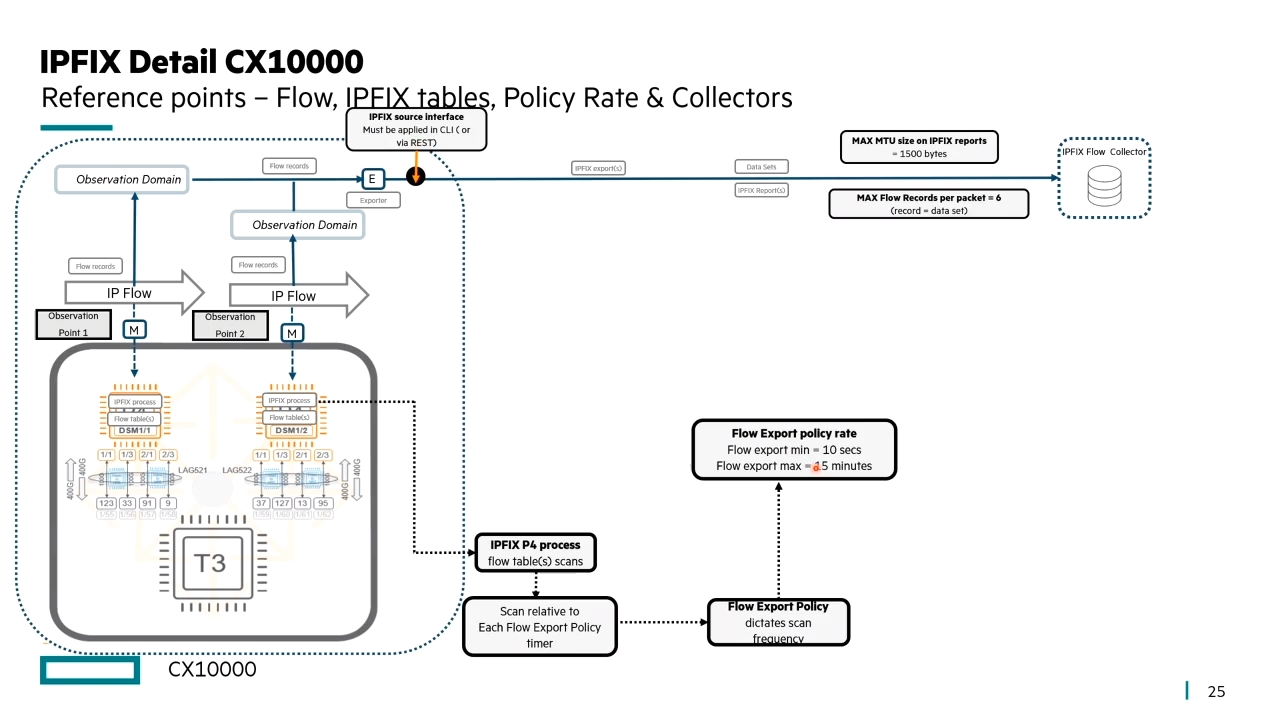 IPFIX Detail CX10000
Reference points – Flow, IPFIX tables, Policy Rate & Collectors
IPFIX source interface
Must be applied in CLI ( or
via REST)
MAX MTU size on IPFIX reports
= 1500 bytes
IPFIX Flow Collector
Flow records
IPFIX export(s)
Data Sets
Observation Domain
E
Exporter
IPFIX Report(s)
MAX Flow Records per packet = 6
(record = data set)
Observation Domain
Flow records
Flow records
IP Flow
IP Flow
Observation
Point 1
M
Observation
Point 2
M
IPFIX process
Flow table(s)
DSM1/1
IPFIX process
Flow table(s)
DSM1/2
1/1 1/3 2/1 2/3
1/1 1/3 2/1 2/3
400G
400G
LAG521
LAG522
400G
400G
123 33 91 9
37 127 13 95
T3
Flow Export policy rate
Flow export min = 10 secs
Flow export max = 15 minutes
IPFIX P4 process
flow table(s) scans
Scan relative to
Each Flow Export Policy
timer
Flow Export Policy
dictates scan
frequency
CX10000
25